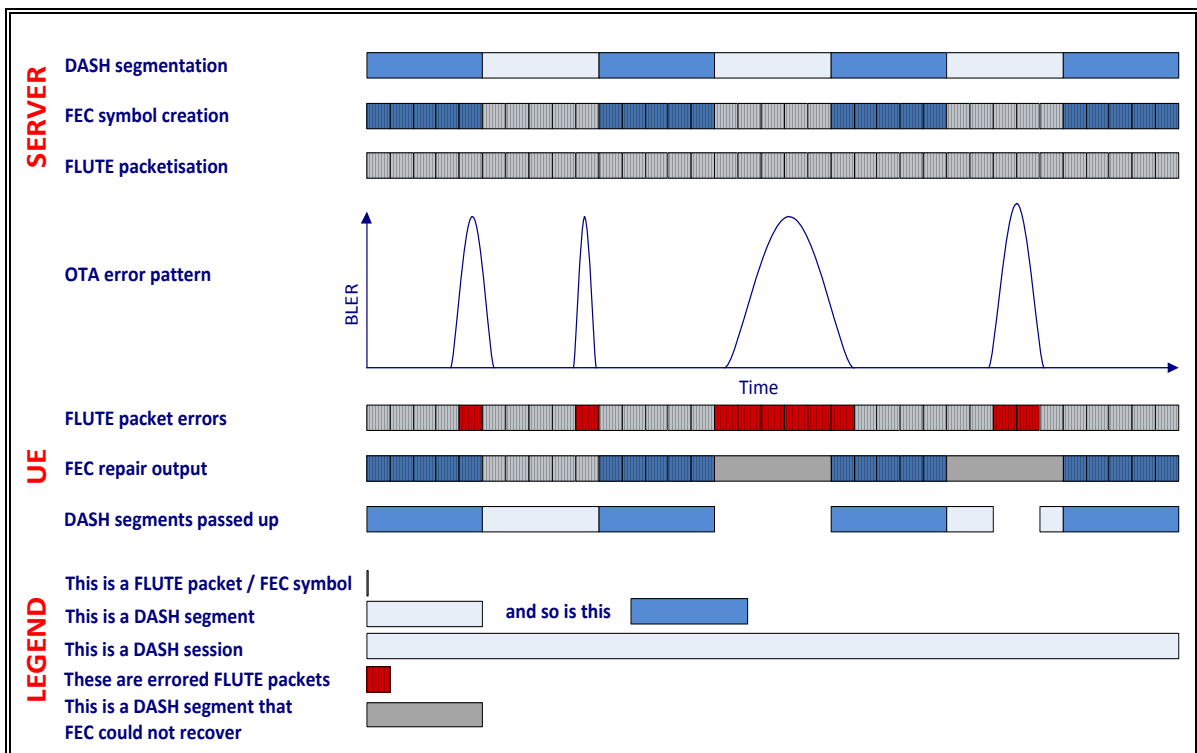 SERVER
DASH segmentation
FEC symbol creation
FLUTE packetisation
OTA error pattern
BLER
Time
UE
FLUTE packet errors
FEC repair output
DASH segments passed up
LEGEND
This is a FLUTE packet / FEC symbol
This is a DASH segment
and so is this
This is a DASH session
These are errored FLUTE packets
This is a DASH segment that
FEC could not recover